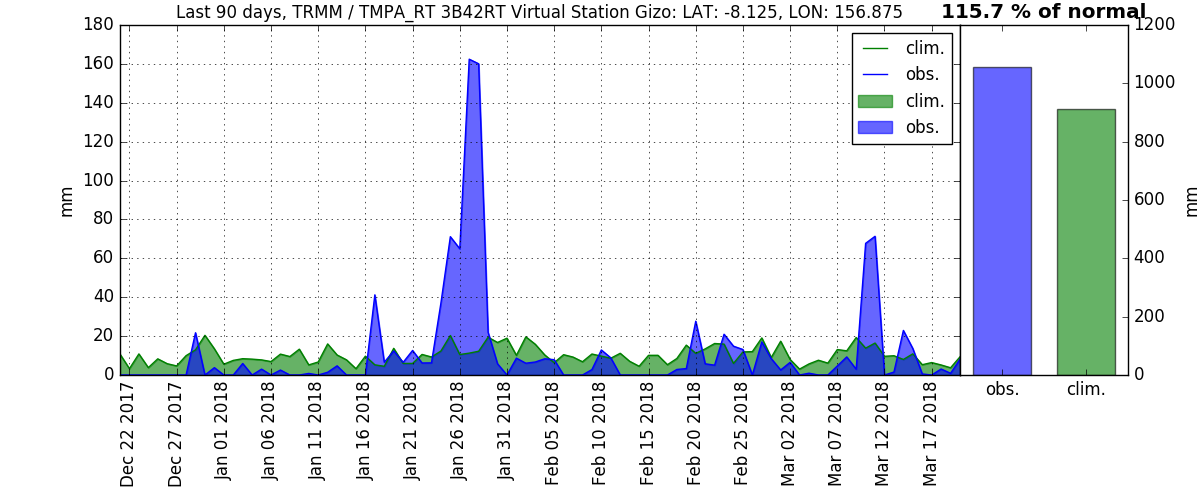 Last 90 days, TRMM / TMPA_RT 3B42RT Virtual Station Gizo: LAT: -8.125, LON: 156.875
115.7 % of normal
180
160
140
120
100
80
60
40
20
0
mm
clim.
obs.
clim.
obs.
Dec 22 2017
Dec 27 2017
Jan 01 2018
Jan 06 2018
Jan 11 2018
Jan 16 2018
Jan 21 2018
Jan 26 2018
Jan 31 2018
Feb 05 2018
Feb 10 2018
Feb 15 2018
Feb 20 2018
Feb 25 2018
Mar 02 2018
Mar 07 2018
Mar 12 2018
Mar 17 2018
1200
1000
800
600
400
200
0
mm
obs.
clim.